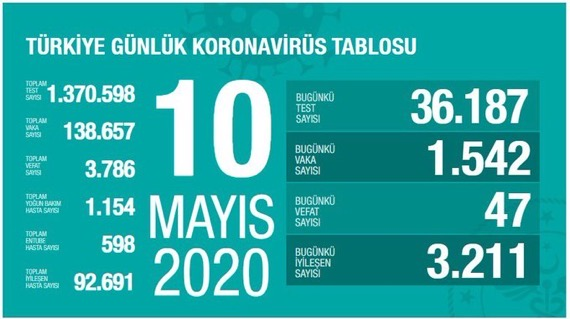 TÜRKİYE GÜNLÜK KORONAVİRÜS TABLOSU
TOPLAM
TEST
SAYISI
1.370.598
TOPLAM
VAKA
SAYISI
138.657
TOPLAM
VEFAT
SAYISI
3.786
TOPLAM
YOĞUN BAKIM
HASTA SAYISI
1.154
TOPLAM
ENTUBE
HASTA SAYISI
598
TOPLAM
İYİLEŞEN
HASTA SAYISI
92.691
10
MAYIS
2020
BUGÜNKÜ
TEST
SAYISI
36.187
BUGÜNKÜ
VAKA
SAYISI
1.542
BUGÜNKÜ
VEFAT
SAYISI
47
BUGÜNKÜ
İYİLEŞEN
SAYISI
3.211